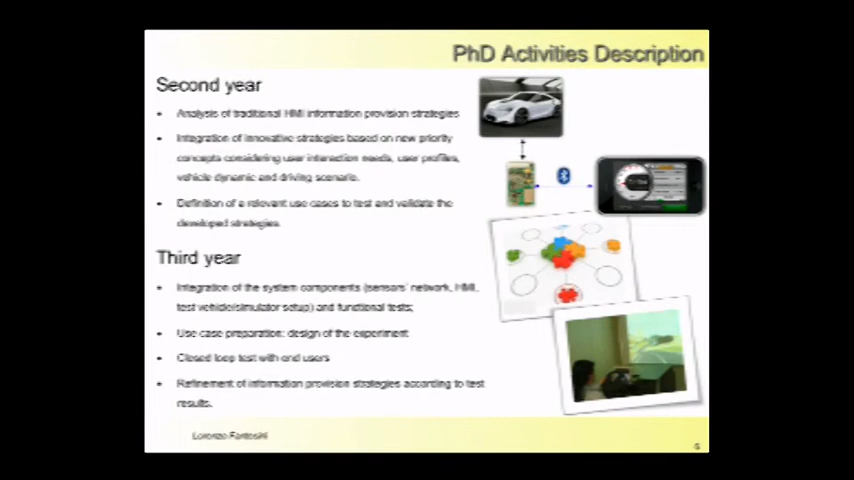 PhD Activities Description
Second year
• Analysis of traditional HMI information provision strategies
• Integration of innovative strategies based on new priority
concepts considering user interaction needs, user profiles,
vehicle dynamic and driving scenario.
• Definition of a relevant use cases to test and validate the
developed strategies.
Third year
• Integration of the system components (sensors' network, HMI,
test vehicle/simulator setup) and functional tests;
• Use case preparation: design of the experiment
• Closed loop test with end users
• Refinement of information provision strategies according to test
results.
Lorenzo Fantosini